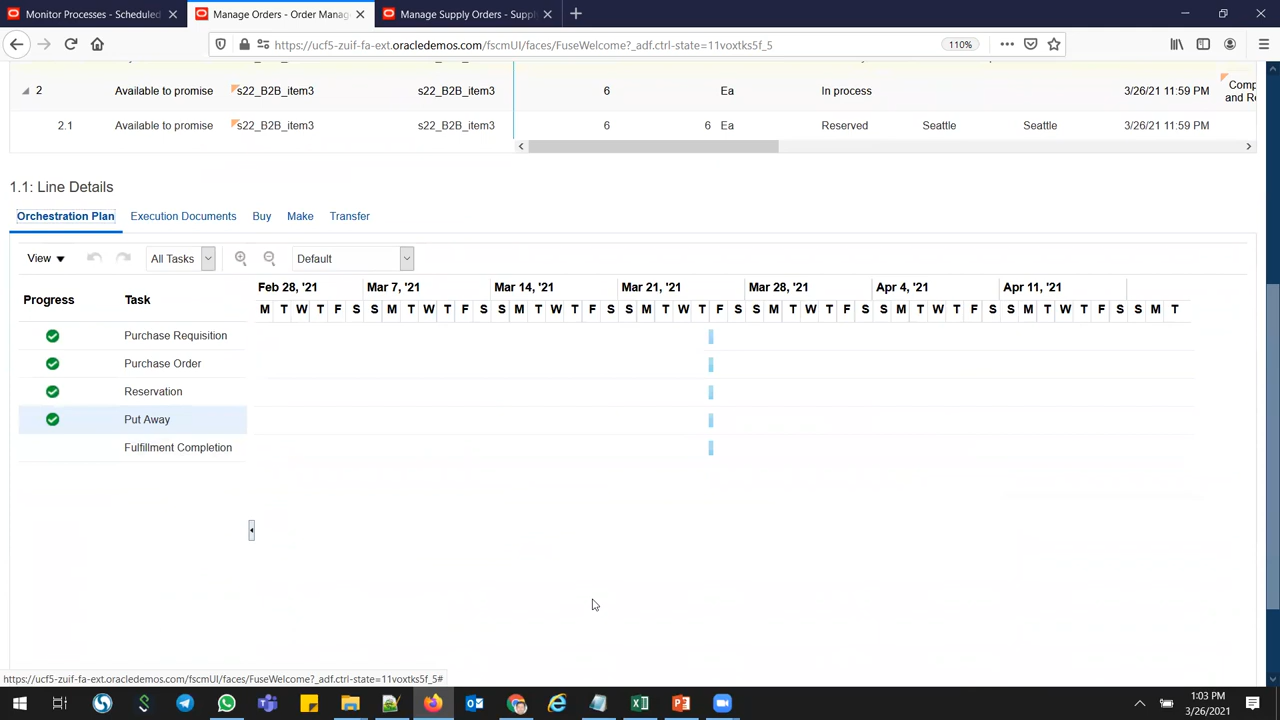 Monitor Processes - Scheduled
Manage Orders - Order Manag
Manage Supply Orders - Suppl
https://ucf5-zuif-fa-ext.oracledemos.com/fscmUI/faces/FuseWelcome?_adf.ctrl-state=11voxtks5f_5
110%
2 Available to promise s22_B2B_item3 s22_B2B_item3 6 Ea In process 3/26/21 11:59 PM Comp
and Re
2.1 Available to promise s22_B2B_item3 s22_B2B_item3 6 6 Ea Reserved Seattle Seattle 3/26/21 11:59 PM
1.1: Line Details
Orchestration Plan Execution Documents Buy Make Transfer
View All Tasks Default
Progress Task
Feb 28, '21 Mar 7, '21 Mar 14, '21 Mar 21, '21 Mar 28, '21 Apr 4, '21 Apr 11, '21
M T W T F S S M T W T F S S M T W T F S S M T W T F S S M T W T F S S M T W T F S S M T W T F S S M T
Purchase Requisition
Purchase Order
Reservation
Put Away
Fulfillment Completion
https://ucf5-zuif-fa-ext.oracledemos.com/fscmUI/faces/FuseWelcome?_adf.ctrl-state=11voxtks5f_5#
1:03 PM
3/26/2021